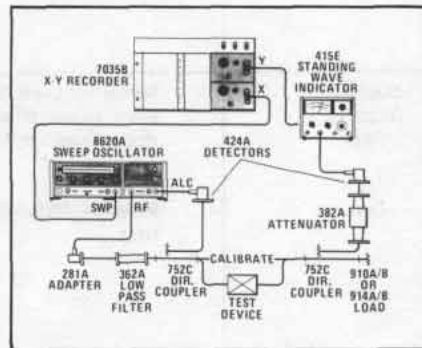 7035B
X-Y RECORDER
Y
X
415E
STANDING
WAVE
INDICATOR
8620A
SWEEP OSCILLATOR
424A
DETECTORS
ALC
SWP
RF
382A
ATTENUATOR
CALIBRATE
281A
ADAPTER
362A
LOW
PASS
FILTER
752C
DIR.
COUPLER
TEST
DEVICE
752C
DIR.
COUPLER
910A/B
OR
914A/B
LOAD